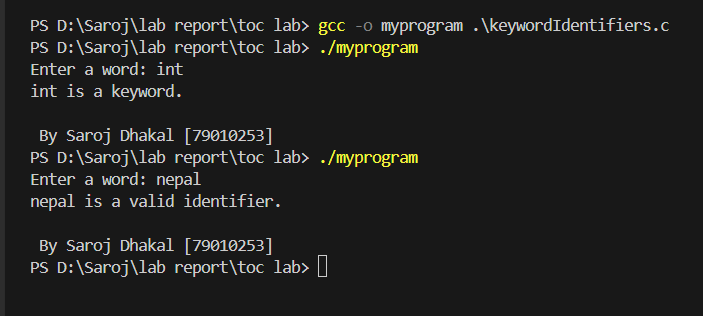 PS D:\Saroj\lab report\toc lab> gcc -o myprogram .\keywordIdentifiers.c
PS D:\Saroj\lab report\toc lab> ./myprogram
Enter a word: int
int is a keyword.

 By Saroj Dhakal [79010253]
PS D:\Saroj\lab report\toc lab> ./myprogram
Enter a word: nepal
nepal is a valid identifier.

 By Saroj Dhakal [79010253]
PS D:\Saroj\lab report\toc lab>